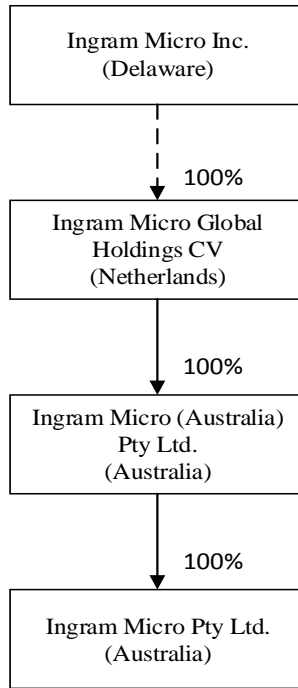 Ingram Micro Inc.
(Delaware)
100%
Ingram Micro Global
Holdings CV
(Netherlands)
100%
Ingram Micro (Australia)
Pty Ltd.
(Australia)
100%
Ingram Micro Pty Ltd.
(Australia)